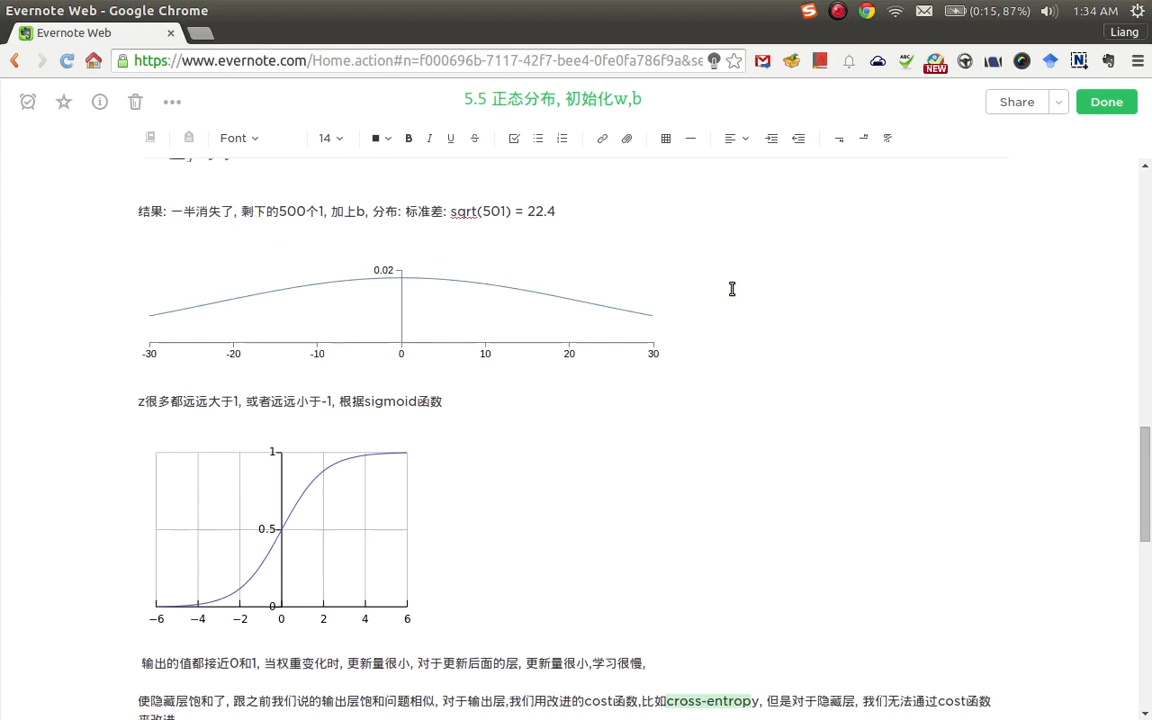 Evernote Web - Google Chrome
(0:15, 87%)
1:34 AM
Evernote Web
Liang
https://www.evernote.com/Home.action#n=f000696b-7117-42f7-bee4-0fe0fa786f9a&se
NEW
5.5 正态分布, 初始化w,b
Share
Done
Font
14
B
I
U
结果: 一半消失了, 剩下的500个1, 加上b, 分布: 标准差: sqrt(501) = 22.4
0.02
-30 -20 -10 0 10 20 30
z很多都远远大于1, 或者远远小于-1, 根据sigmoid函数
1
0.5
0
−6 −4 −2 0 2 4 6
输出的值都接近0和1, 当权重变化时, 更新量很小, 对于更新后面的层, 更新量很小,学习很慢,
使隐藏层饱和了, 跟之前我们说的输出层饱和问题相似, 对于输出层,我们用改进的cost函数,比如cross-entropy, 但是对于隐藏层, 我们无法通过cost函数
来改进